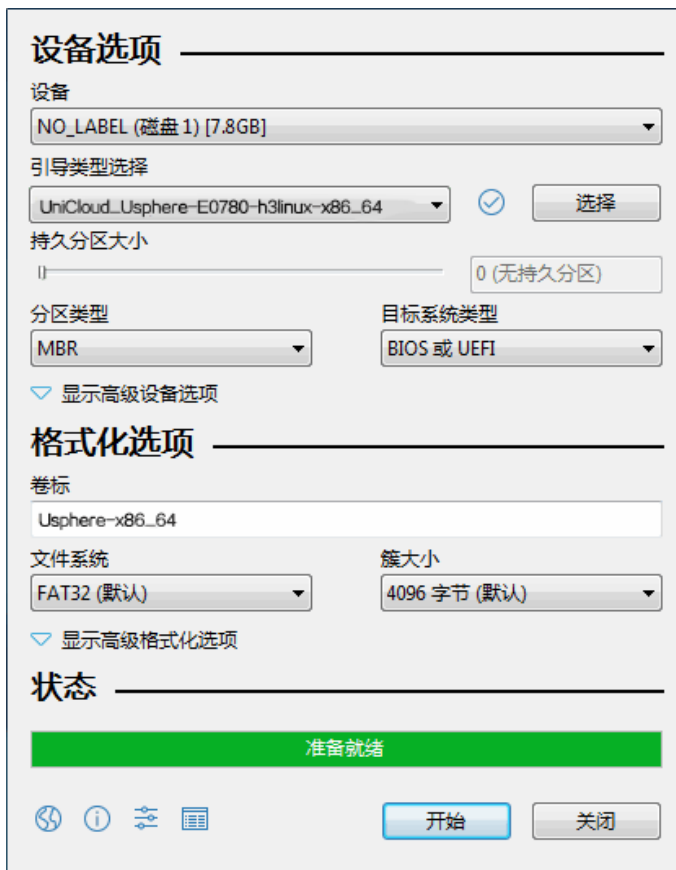 设备选项
设备
NO_LABEL (磁盘 1) [7.8GB]
引导类型选择
UniCloud_Usphere-E0780-h3linux-x86_64
选择
持久分区大小
0 (无持久分区)
分区类型
目标系统类型
MBR
BIOS 或 UEFI
显示高级设备选项
格式化选项
卷标
Usphere-x86_64
文件系统
簇大小
FAT32 (默认)
4096 字节 (默认)
显示高级格式化选项
状态
准备就绪
开始
关闭